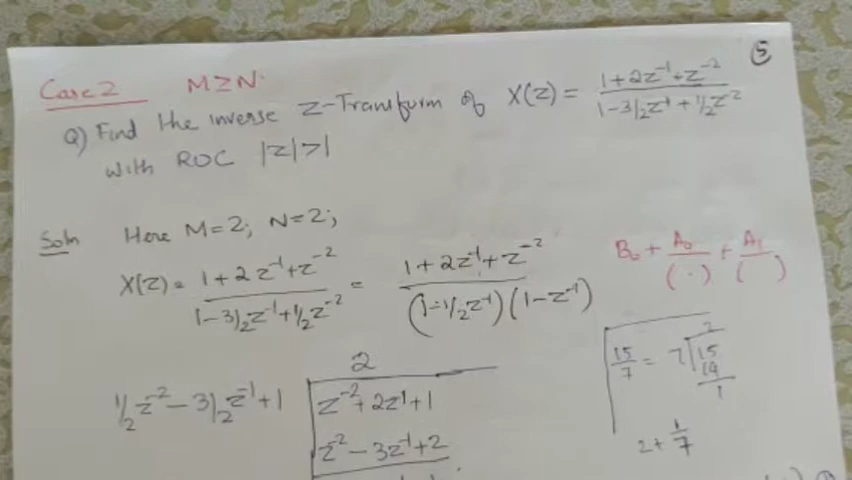 5
Case 2 M≥N.
Q) Find the inverse Z-Transform of X(z) = (1+2z⁻¹+z⁻²)/(1-3/2z⁻¹+1/2z⁻²)
with ROC |z|>1
Soln Here M=2; N=2;
X(z) = (1+2z⁻¹+z⁻²)/(1-3/2z⁻¹+1/2z⁻²) = (1+2z⁻¹+z⁻²)/((1-1/2z⁻¹)(1-z⁻¹))
B₀ + A₀/(.) + A₁/( )
2
1/2z⁻²-3/2z⁻¹+1 z⁻²+2z⁻¹+1
z⁻²-3z⁻¹+2
2
15/7 = 7 15
14
1
2+1/7